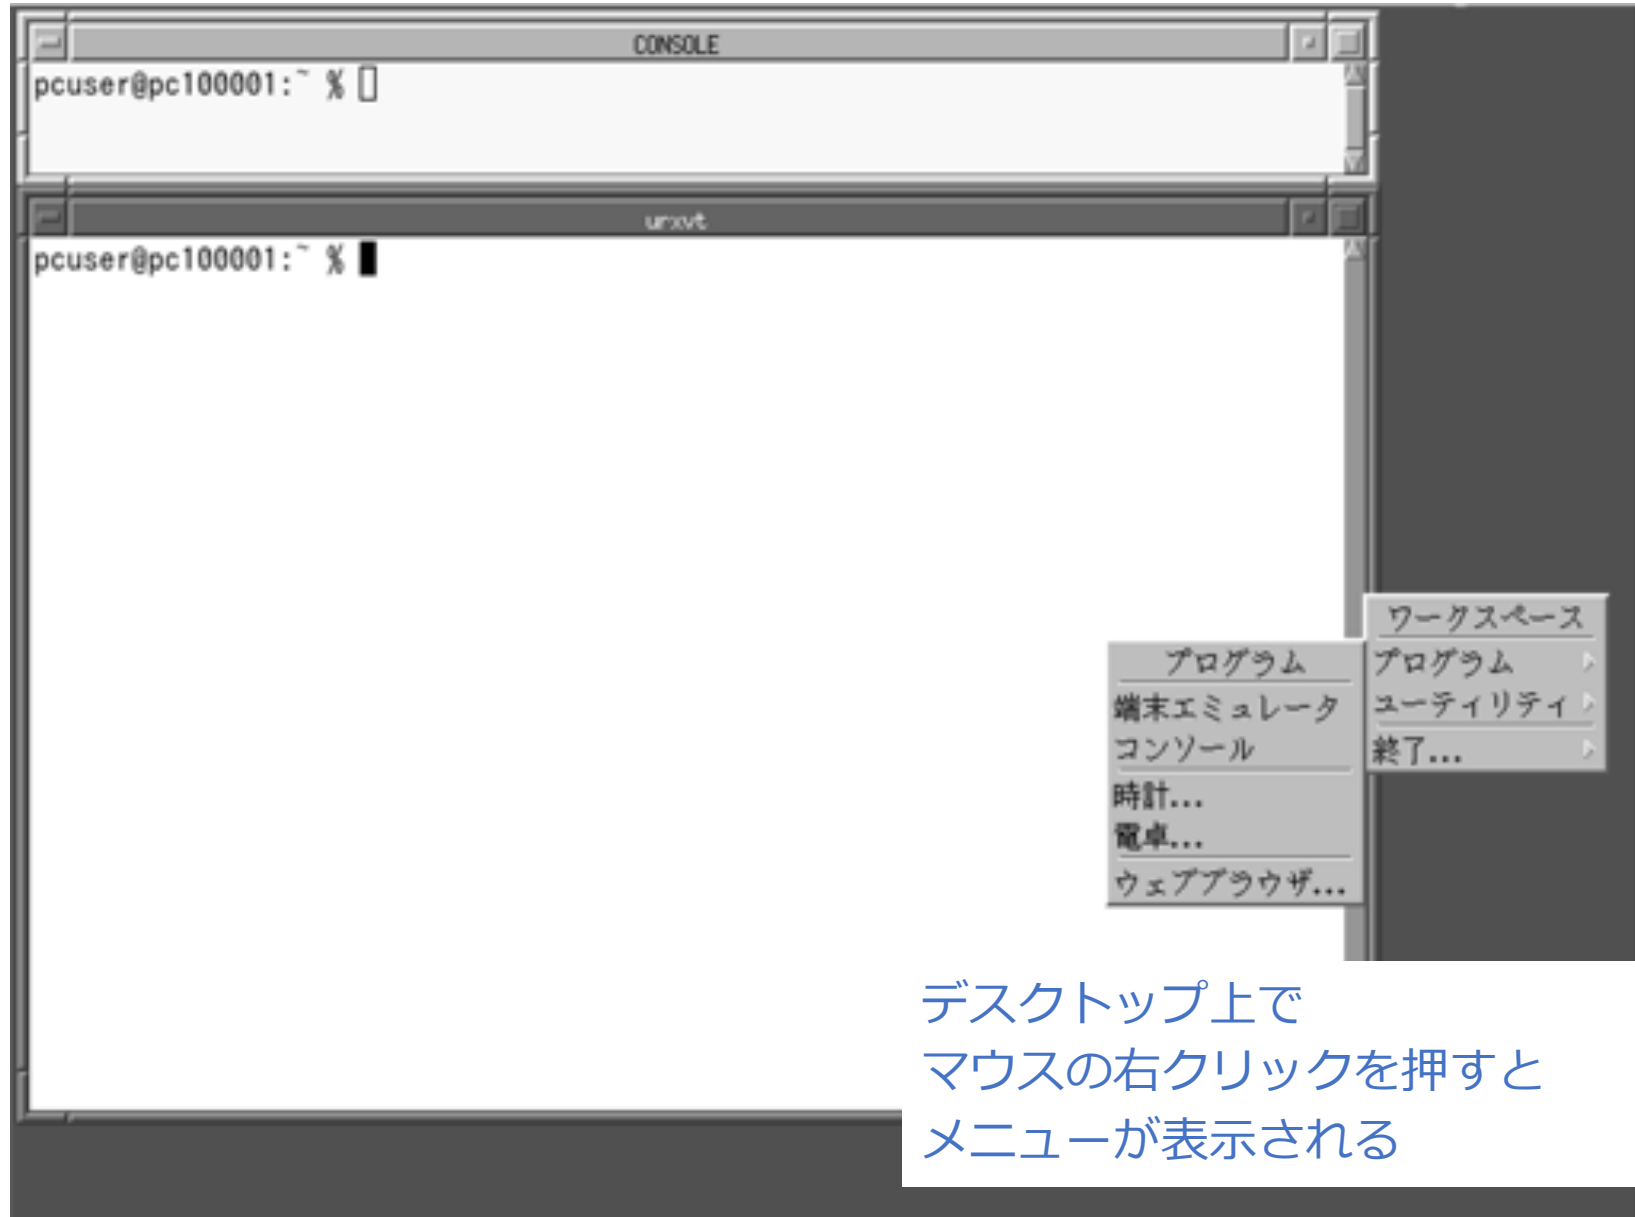 CONSOLE
pcuser@pc100001:~ %
urxvt
pcuser@pc100001:~ %
ワークスペース
プログラム
ユーティリティ
終了...
プログラム
端末エミュレータ
コンソール
時計...
電卓...
ウェブブラウザ...
デスクトップ上で
マウスの右クリックを押すと
メニューが表示される